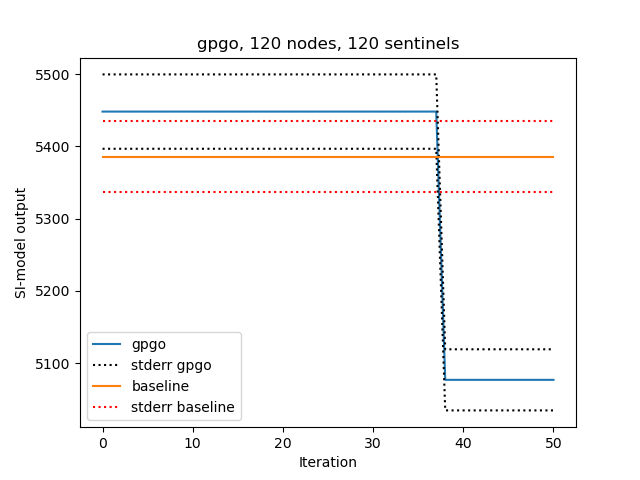 gpgo, 120 nodes, 120 sentinels
SI-model output
5500
5400
5300
5200
5100
gpgo
stderr gpgo
baseline
stderr baseline
0 10 20 30 40 50
Iteration